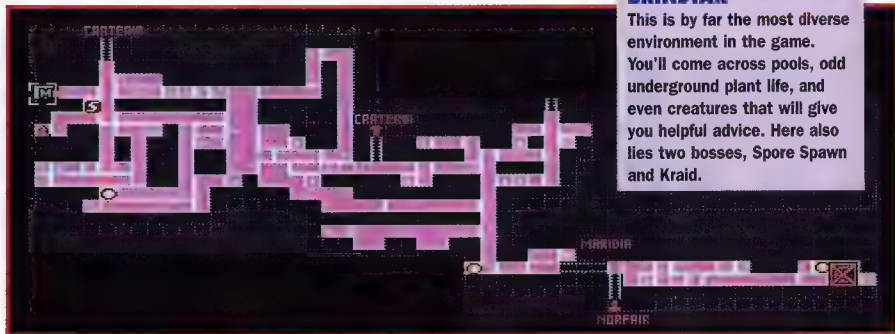 CRATERIA
M
S
CRATERIA
MARIDIA
NORFAIR
BRINSTAR
This is by far the most diverse
environment in the game.
You'll come across pools, odd
underground plant life, and
even creatures that will give
you helpful advice. Here also
lies two bosses, Spore Spawn
and Kraid.